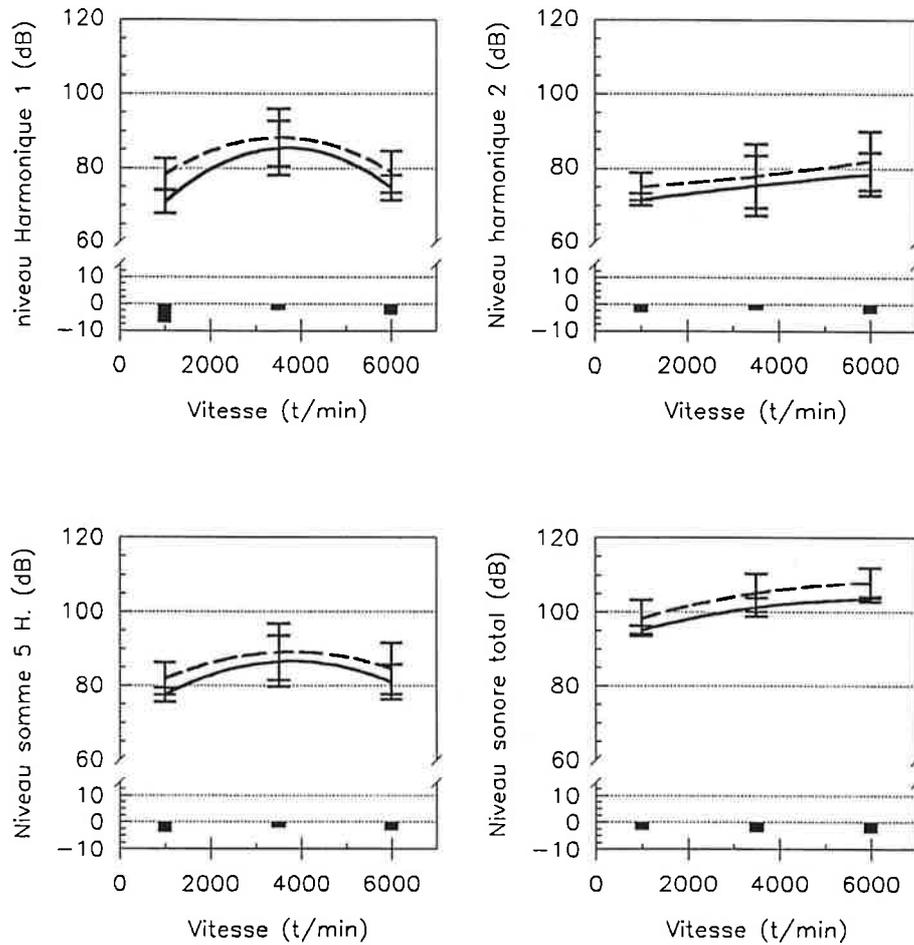 niveau Harmonique 1 (dB)
120
100
80
60
10
0
−10
0 2000 4000 6000
Vitesse (t/min)
Niveau harmonique 2 (dB)
120
100
80
60
10
0
−10
0 2000 4000 6000
Vitesse (t/min)
Niveau somme 5 H. (dB)
120
100
80
60
10
0
−10
0 2000 4000 6000
Vitesse (t/min)
Niveau sonore total (dB)
120
100
80
60
10
0
−10
0 2000 4000 6000
Vitesse (t/min)